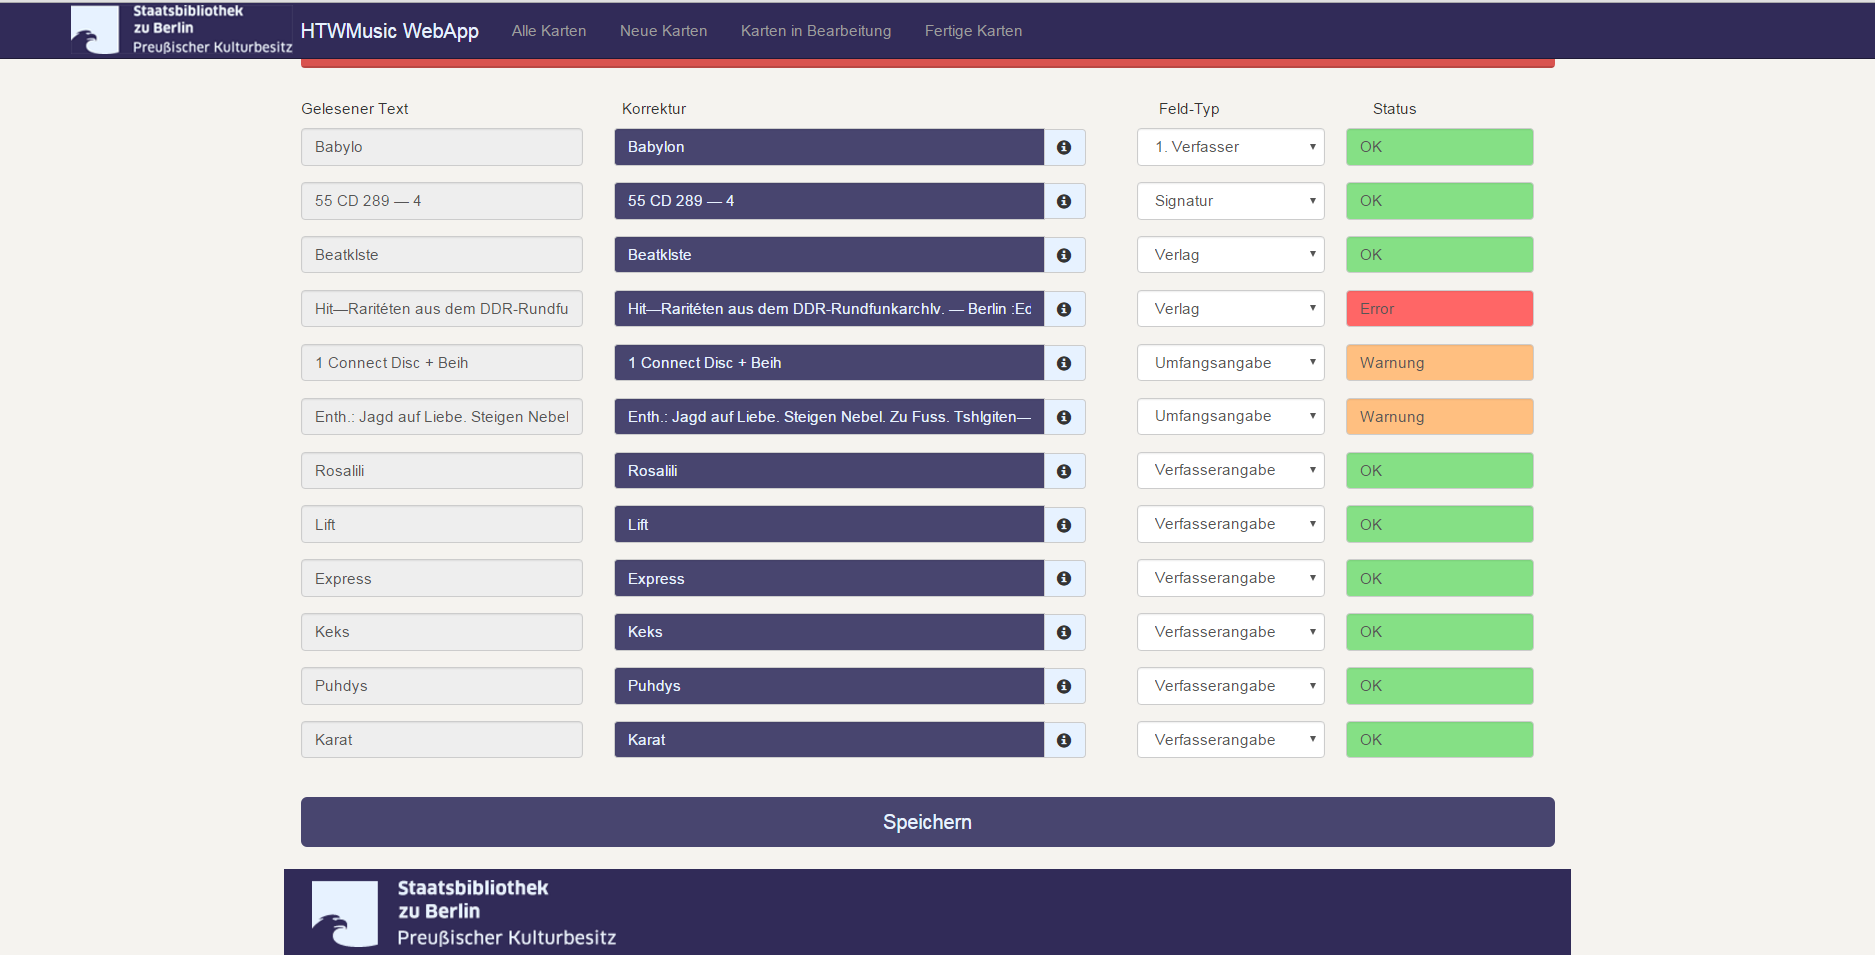 Staatsbibliothek
zu Berlin
Preußischer Kulturbesitz
HTWMusic WebApp Alle Karten Neue Karten Karten in Bearbeitung Fertige Karten
Gelesener Text Korrektur Feld-Typ Status
Babylo Babylon 1. Verfasser OK
55 CD 289 — 4 55 CD 289 — 4 Signatur OK
Beatklste Beatklste Verlag OK
Hit—Raritéten aus dem DDR-Rundfu Hit—Raritéten aus dem DDR-Rundfunkarchlv. — Berlin :Ed Verlag Error
1 Connect Disc + Beih 1 Connect Disc + Beih Umfangsangabe Warnung
Enth.: Jagd auf Liebe. Steigen Nebel Enth.: Jagd auf Liebe. Steigen Nebel. Zu Fuss. Tshlgiten— Umfangsangabe Warnung
Rosalili Rosalili Verfasserangabe OK
Lift Lift Verfasserangabe OK
Express Express Verfasserangabe OK
Keks Keks Verfasserangabe OK
Puhdys Puhdys Verfasserangabe OK
Karat Karat Verfasserangabe OK
Speichern
Staatsbibliothek
zu Berlin
Preußischer Kulturbesitz